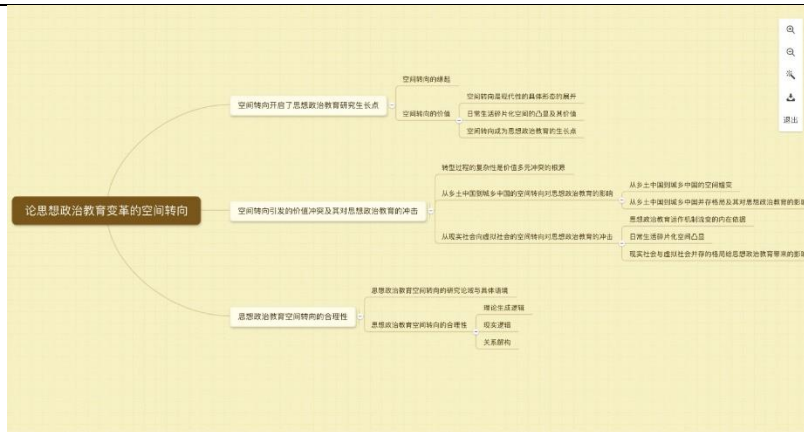 论思想政治教育变革的空间转向
空间转向开启了思想政治教育研究生长点
空间转向的缘起
空间转向的价值
空间转向是现代性的具体形态的展开
日常生活碎片化空间的凸显及其价值
空间转向成为思想政治教育的生长点
空间转向引发的价值冲突及其对思想政治教育的冲击
转型过程的复杂性是价值多元冲突的根源
从乡土中国到城乡中国的空间转向对思想政治教育的影响
从乡土中国到城乡中国的空间嬗变
从乡土中国到城乡中国并存格局及其对思想政治教育的影
从现实社会向虚拟社会的空间转向对思想政治教育的冲击
思想政治教育运作机制流变的内在依据
日常生活碎片化空间凸显
现实社会与虚拟社会并存的格局给思想政治教育带来的影
思想政治教育空间转向的合理性
思想政治教育空间转向的研究论域与具体语境
思想政治教育空间转向的合理性
理论生成逻辑
现实逻辑
关系解构
退出